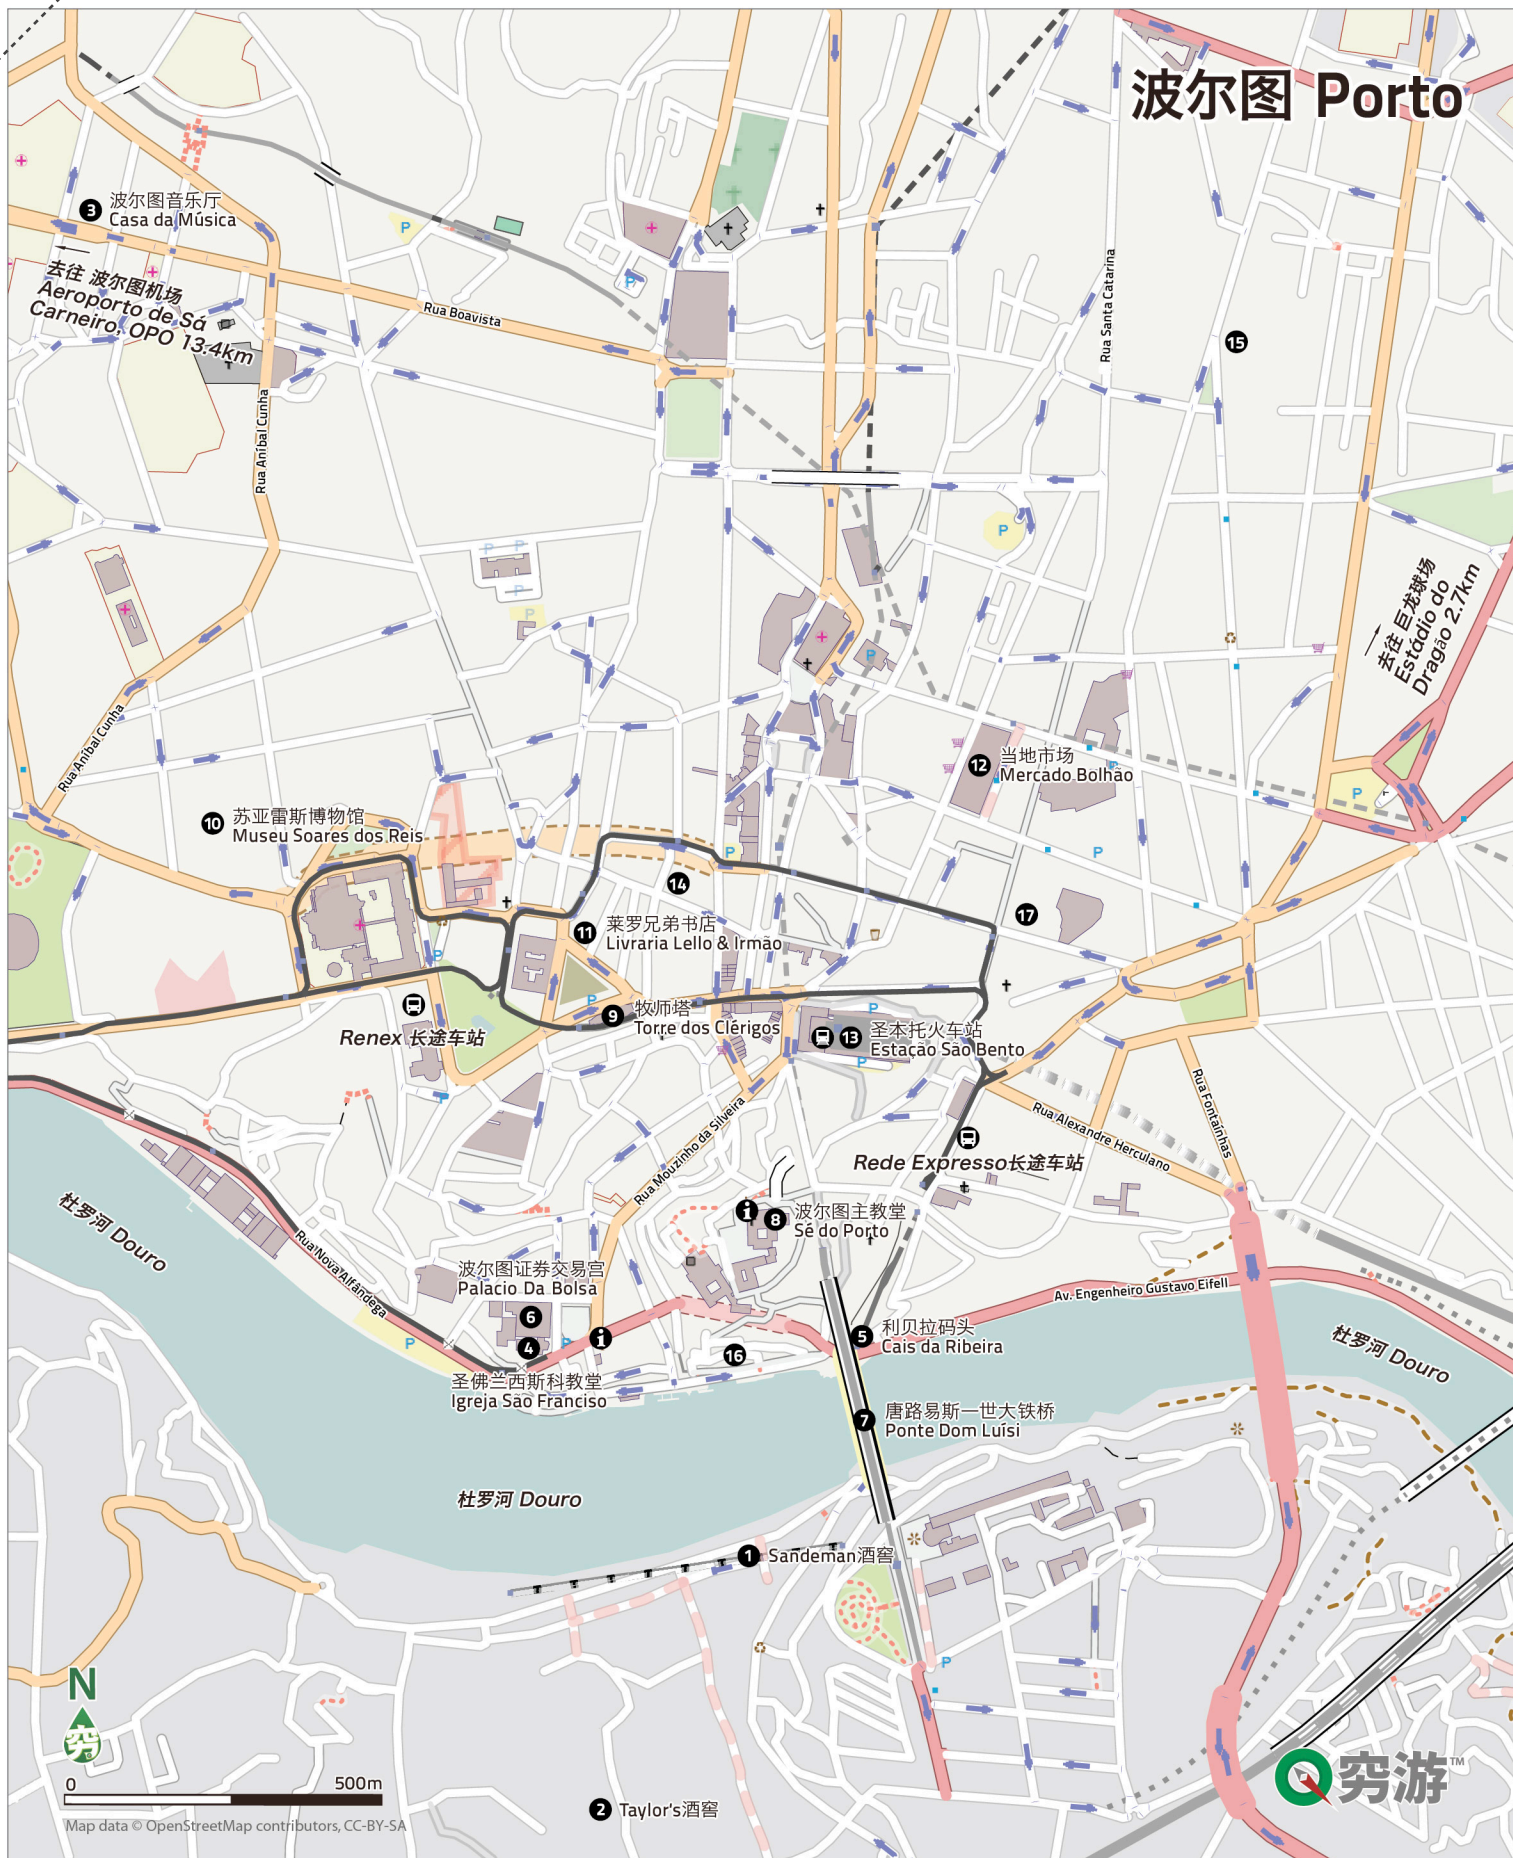 波尔图 Porto
3 波尔图音乐厅
Casa da Música
去往 波尔图机场
Aeroporto de Sá
Carneiro, OPO 13.4km
Rua Boavista
Rua Santa Catarina
15
Rua Aníbal Cunha
去往 巨龙球场
Estádio do
Dragão 2.7km
Rua Aníbal Cunha
12 当地市场
Mercado Bolhão
10 苏亚雷斯博物馆
Museu Soares dos Reis
14
17
11 莱罗兄弟书店
Livraria Lello & Irmão
9 牧师塔
Torre dos Clérigos
13 圣本托火车站
Estação São Bento
Renex 长途车站
Rua Mouzinho da Silveira
Rua Alexandre Herculano
Rua Fontaínhas
Rede Expresso长途车站
杜罗河 Douro
Rua Nova Alfândega
8 波尔图主教堂
Sé do Porto
波尔图证券交易宫
Palacio Da Bolsa
6
4
圣佛兰西斯科教堂
Igreja São Franciso
16
5 利贝拉码头
Cais da Ribeira
Av. Engenheiro Gustavo Eifell
杜罗河 Douro
7 唐路易斯一世大铁桥
Ponte Dom Luísi
杜罗河 Douro
1 Sandeman酒窖
2 Taylor's酒窖
N
穷
0 500m
Map data © OpenStreetMap contributors, CC-BY-SA
穷游™